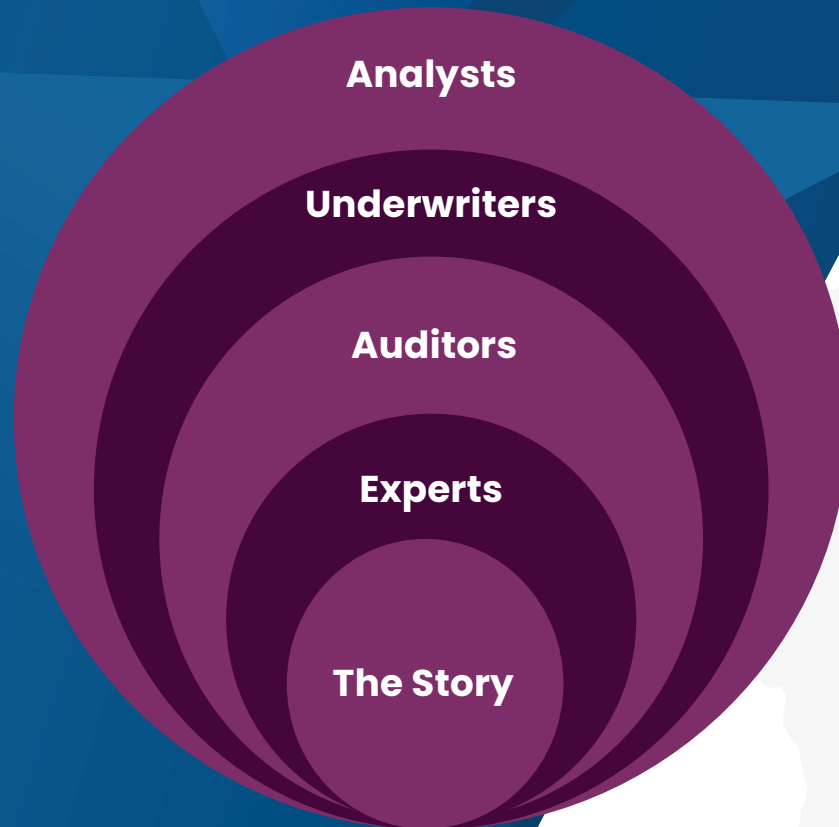 Analysts
Underwriters
Auditors
Experts
The Story